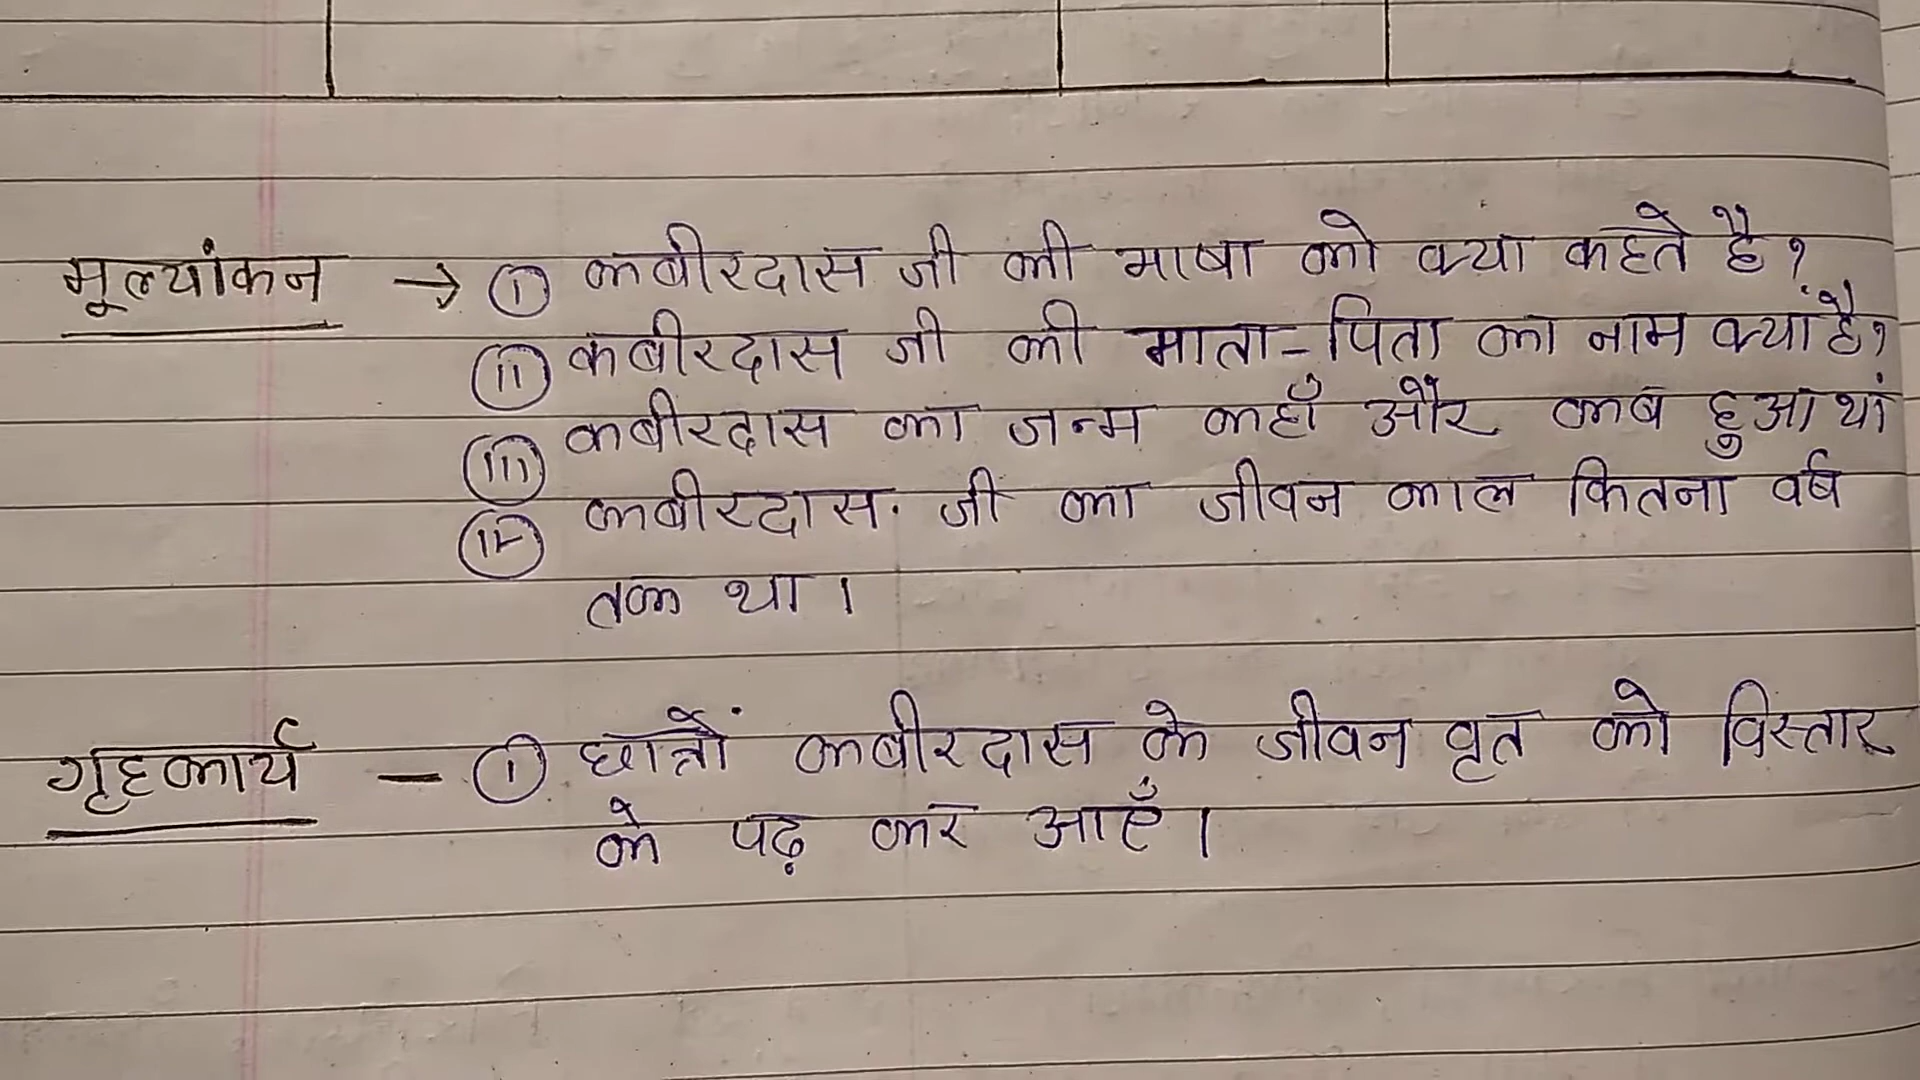 मूल्यांकन → (i) कबीरदास जी की भाषा को क्या कहते है?
(ii) कबीरदास जी की माता-पिता का नाम क्यां है?
(iii) कबीरदास का जन्म कहाँ और कब हुआ थां
(iv) कबीरदास. जी का जीवन काल कितना वर्ष
तक था।
गृहकार्य - (i) छात्रों कबीरदास के जीवन वृत को विस्तार
के पढ़ कर आएँ।